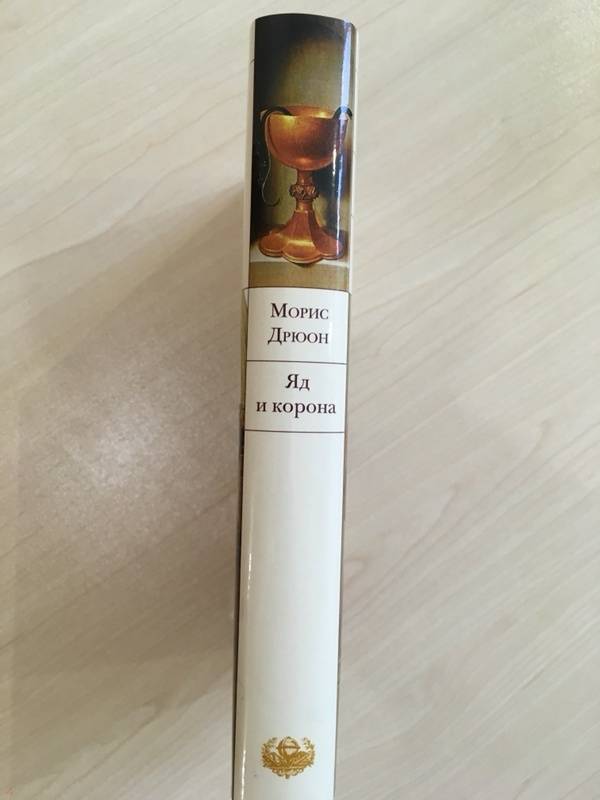 Морис
Дрюон
Яд
и корона